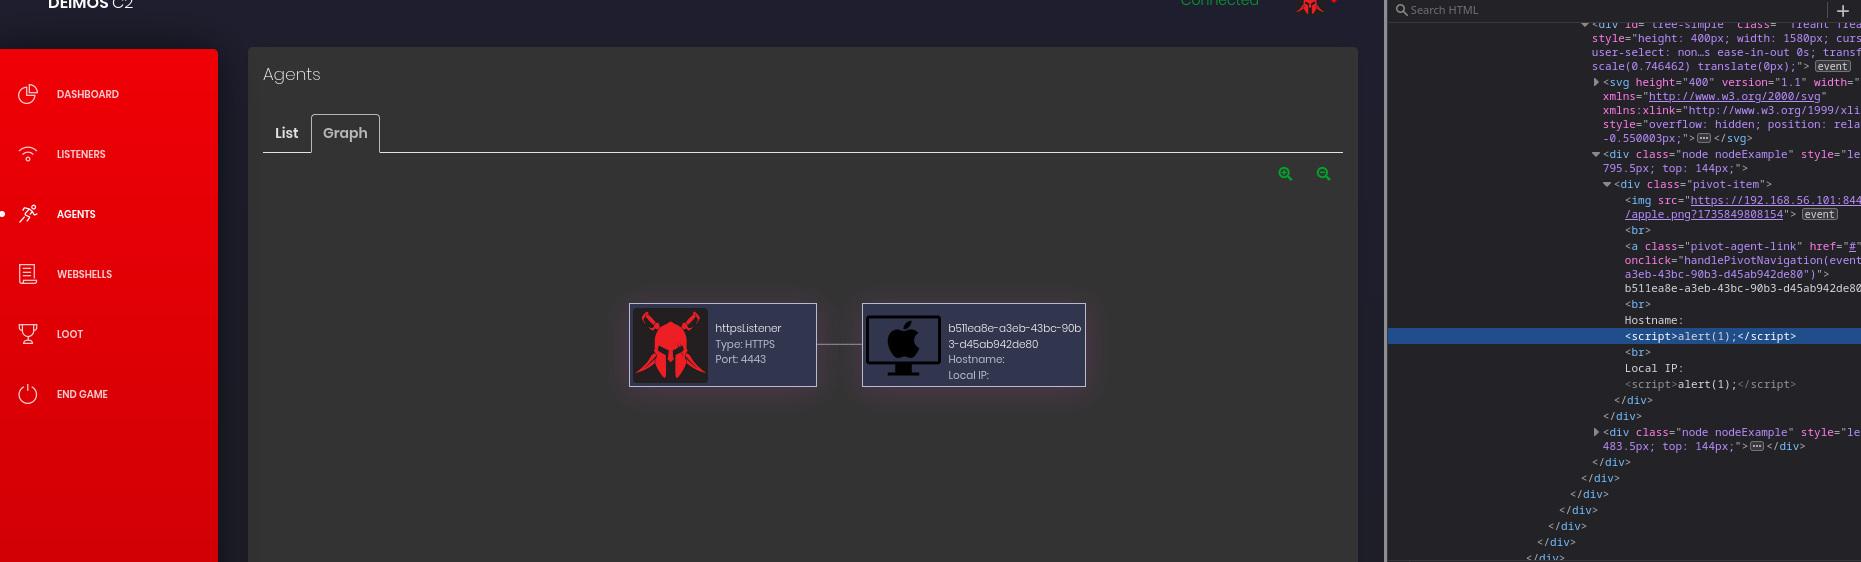 DEIMOS C2
Connected
DASHBOARD
LISTENERS
AGENTS
WEBSHELLS
LOOT
END GAME
Agents
List
Graph
httpsListener
Type: HTTPS
Port: 4443
b511ea8e-a3eb-43bc-90b
3-d45ab942de80
Hostname:
Local IP:
Search HTML
<div id="tree-simple" class="Treant Trea
style="height: 400px; width: 1580px; curs
user-select: non…s ease-in-out 0s; transf
scale(0.746462) translate(0px);"> event
<svg height="400" version="1.1" width="
xmlns="http://www.w3.org/2000/svg"
xmlns:xlink="http://www.w3.org/1999/xli
style="overflow: hidden; position: rela
-0.550003px;"></svg>
<div class="node nodeExample" style="le
795.5px; top: 144px;">
<div class="pivot-item">
<img src="https://192.168.56.101:844
/apple.png?1735849808154"> event
<br>
<a class="pivot-agent-link" href="#"
onclick="handlePivotNavigation(event
a3eb-43bc-90b3-d45ab942de80")">
b511ea8e-a3eb-43bc-90b3-d45ab942de80
<br>
Hostname:
<script>alert(1);</script>
<br>
Local IP:
<script>alert(1);</script>
</div>
</div>
<div class="node nodeExample" style="le
483.5px; top: 144px;"></div>
</div>
</div>
</div>
</div>
</div>
</div>
</div>